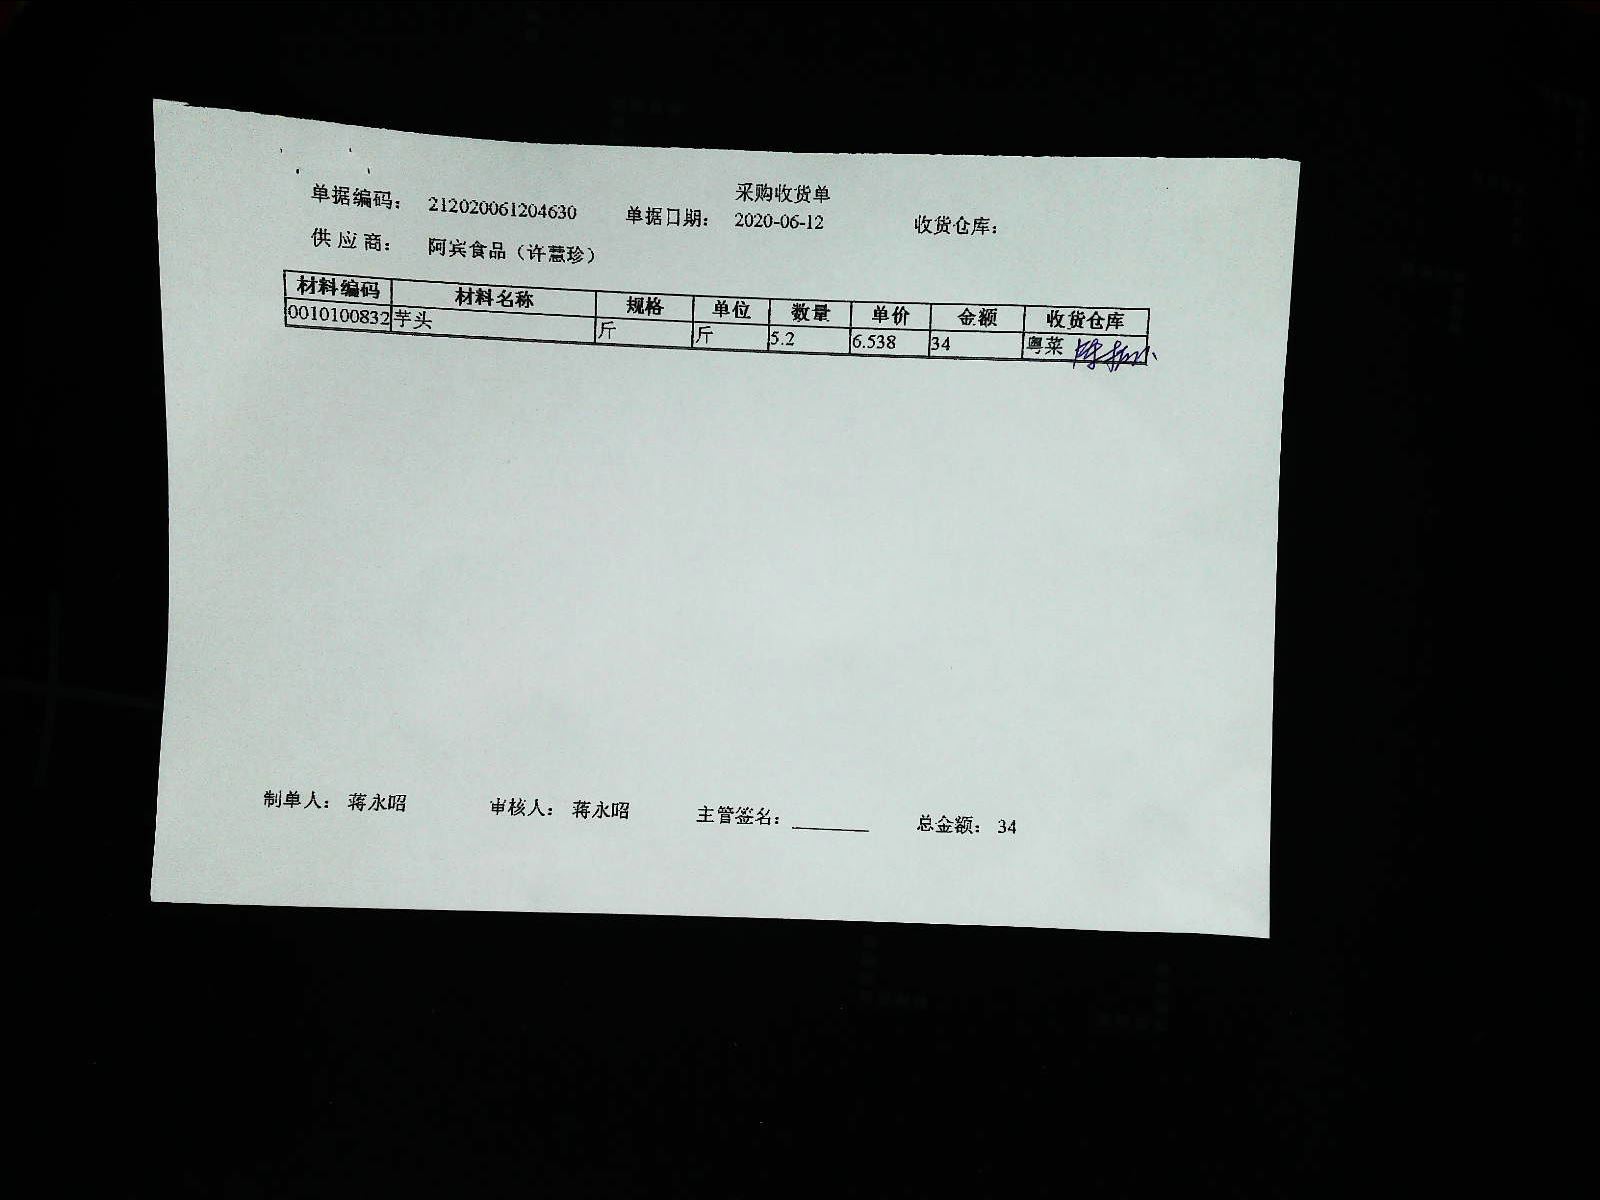 采购收货单
单据编码： 212020061204630 单据日期： 2020-06-12 收货仓库：
供 应 商： 阿宾食品（许慧珍）
材料编码 材料名称 规格 单位 数量 单价 金额 收货仓库
0010100832 芋头 斤 斤 5.2 6.538 34 粤菜
制单人： 蒋永昭 审核人： 蒋永昭 主管签名：______ 总金额： 34